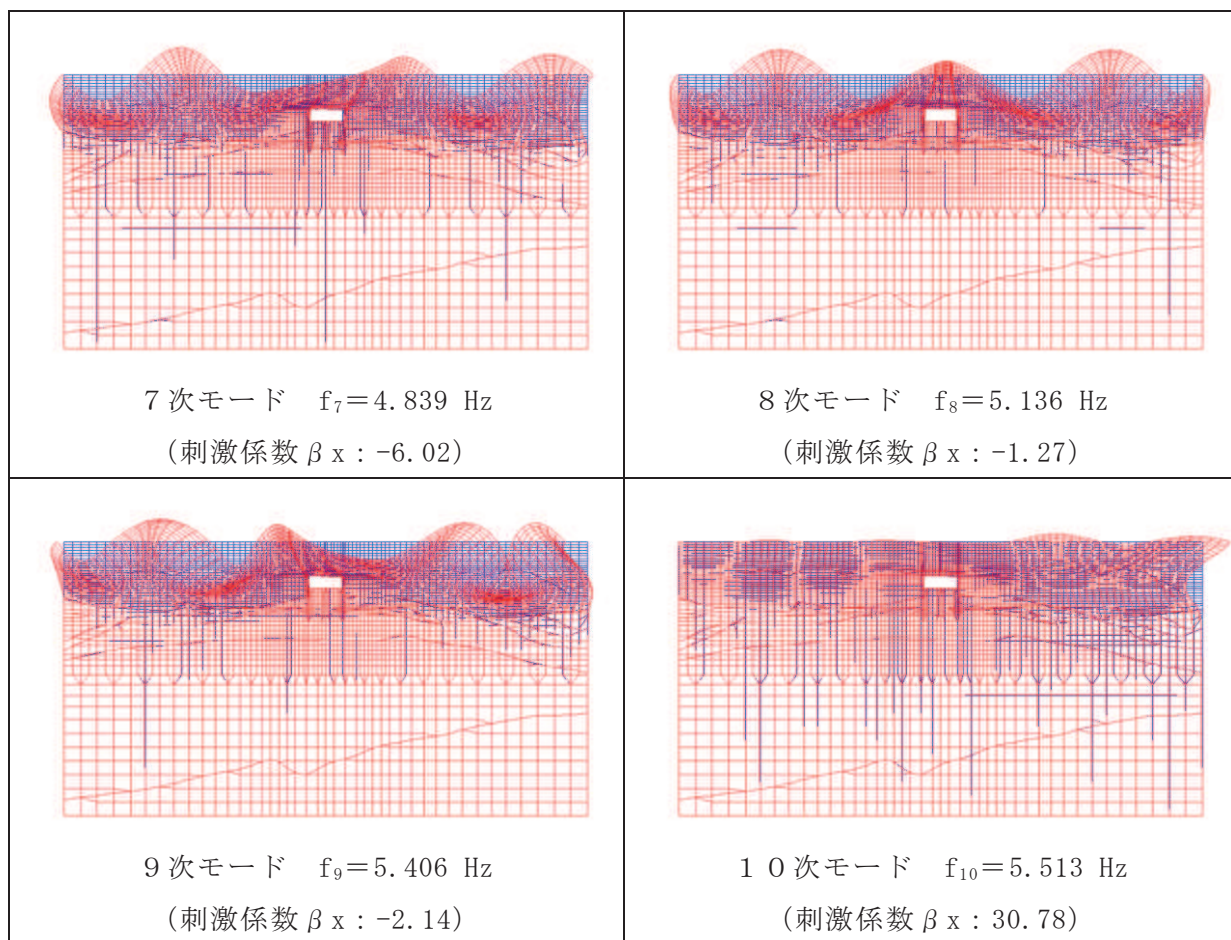 7次モード f₇＝4.839 Hz
(刺激係数βx：-6.02)
8次モード f₈＝5.136 Hz
(刺激係数βx：-1.27)
9次モード f₉＝5.406 Hz
(刺激係数βx：-2.14)
１０次モード f₁₀＝5.513 Hz
(刺激係数βx：30.78)